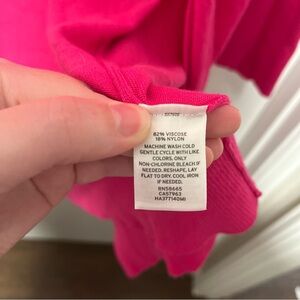 82% VISCOSE
18% NYLON
MACHINE WASH COLD
GENTLE CYCLE WITH LIKE
COLORS, ONLY
NON-CHLORINE BLEACH IF
NEEDED. RESHAPE, LAY
FLAT TO DRY. COOL IRON
IF NEEDED.
RN58665
CA57963